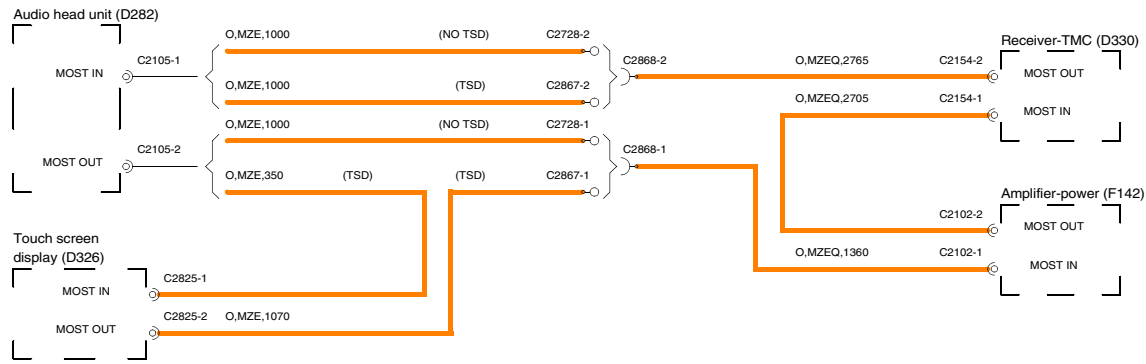 Audio head unit (D282)
MOST IN
C2105-1
O,MZE,1000 (NO TSD) C2728-2
O,MZE,1000 (TSD) C2867-2
C2868-2
O,MZEQ,2765 C2154-2
Receiver-TMC (D330)
MOST OUT
O,MZEQ,2705 C2154-1
MOST IN
MOST OUT
C2105-2
O,MZE,1000 (NO TSD) C2728-1
O,MZE,350 (TSD) (TSD) C2867-1
C2868-1
Amplifier-power (F142)
C2102-2
MOST OUT
O,MZEQ,1360 C2102-1
MOST IN
Touch screen
display (D326)
C2825-1
MOST IN
C2825-2 O,MZE,1070
MOST OUT